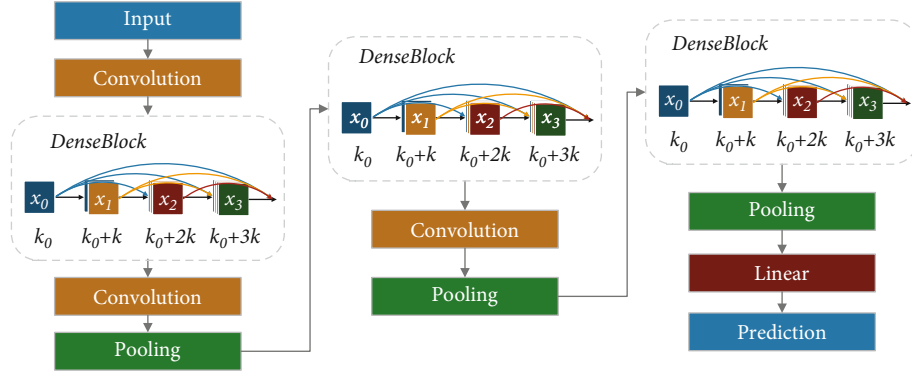 Input
Convolution
DenseBlock
x0 x1 x2 x3
k0 k0+k k0+2k k0+3k
Convolution
Pooling
DenseBlock
x0 x1 x2 x3
k0 k0+k k0+2k k0+3k
Convolution
Pooling
DenseBlock
x0 x1 x2 x3
k0 k0+k k0+2k k0+3k
Pooling
Linear
Prediction